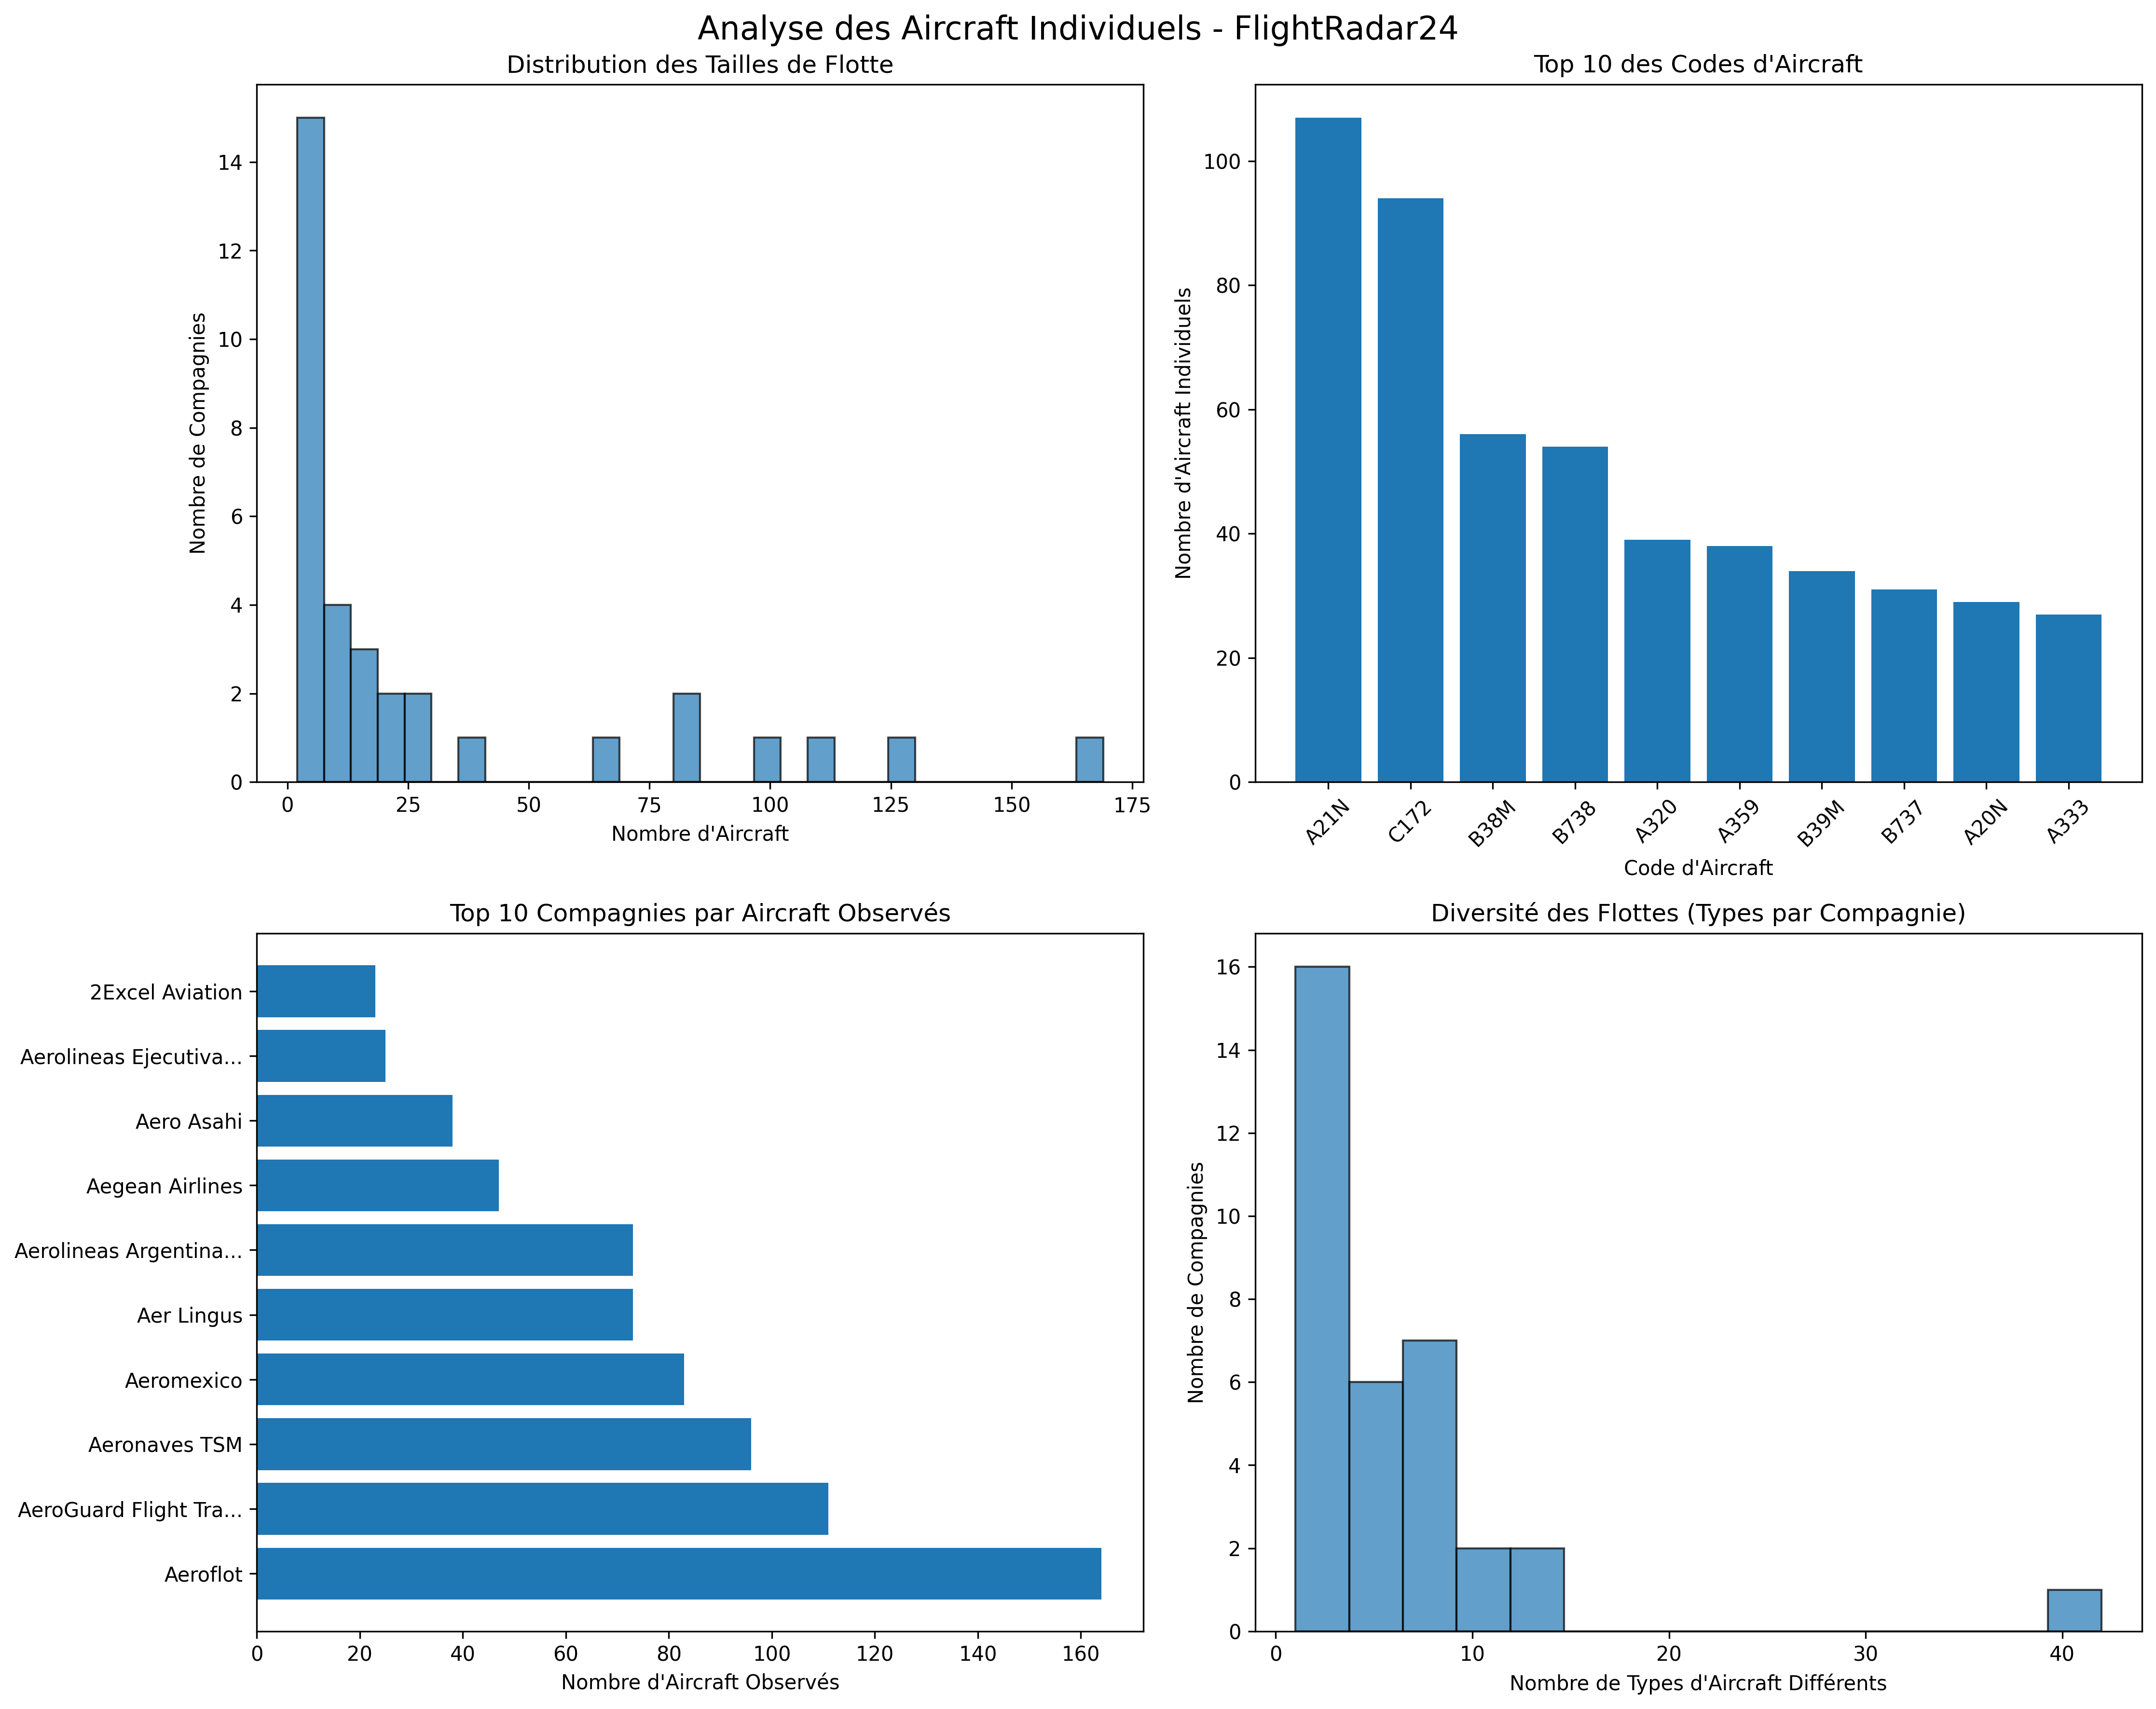 Analyse des Aircraft Individuels - FlightRadar24
Distribution des Tailles de Flotte
Nombre de Compagnies
14
12
10
8
6
4
2
0
0 25 50 75 100 125 150 175
Nombre d'Aircraft
Top 10 des Codes d'Aircraft
Nombre d'Aircraft Individuels
100
80
60
40
20
0
A21N C172 B38M B738 A320 A359 B39M B737 A20N A333
Code d'Aircraft
Top 10 Compagnies par Aircraft Observés
2Excel Aviation
Aerolineas Ejecutiva...
Aero Asahi
Aegean Airlines
Aerolineas Argentina...
Aer Lingus
Aeromexico
Aeronaves TSM
AeroGuard Flight Tra...
Aeroflot
0 20 40 60 80 100 120 140 160
Nombre d'Aircraft Observés
Diversité des Flottes (Types par Compagnie)
Nombre de Compagnies
16
14
12
10
8
6
4
2
0
0 10 20 30 40
Nombre de Types d'Aircraft Différents